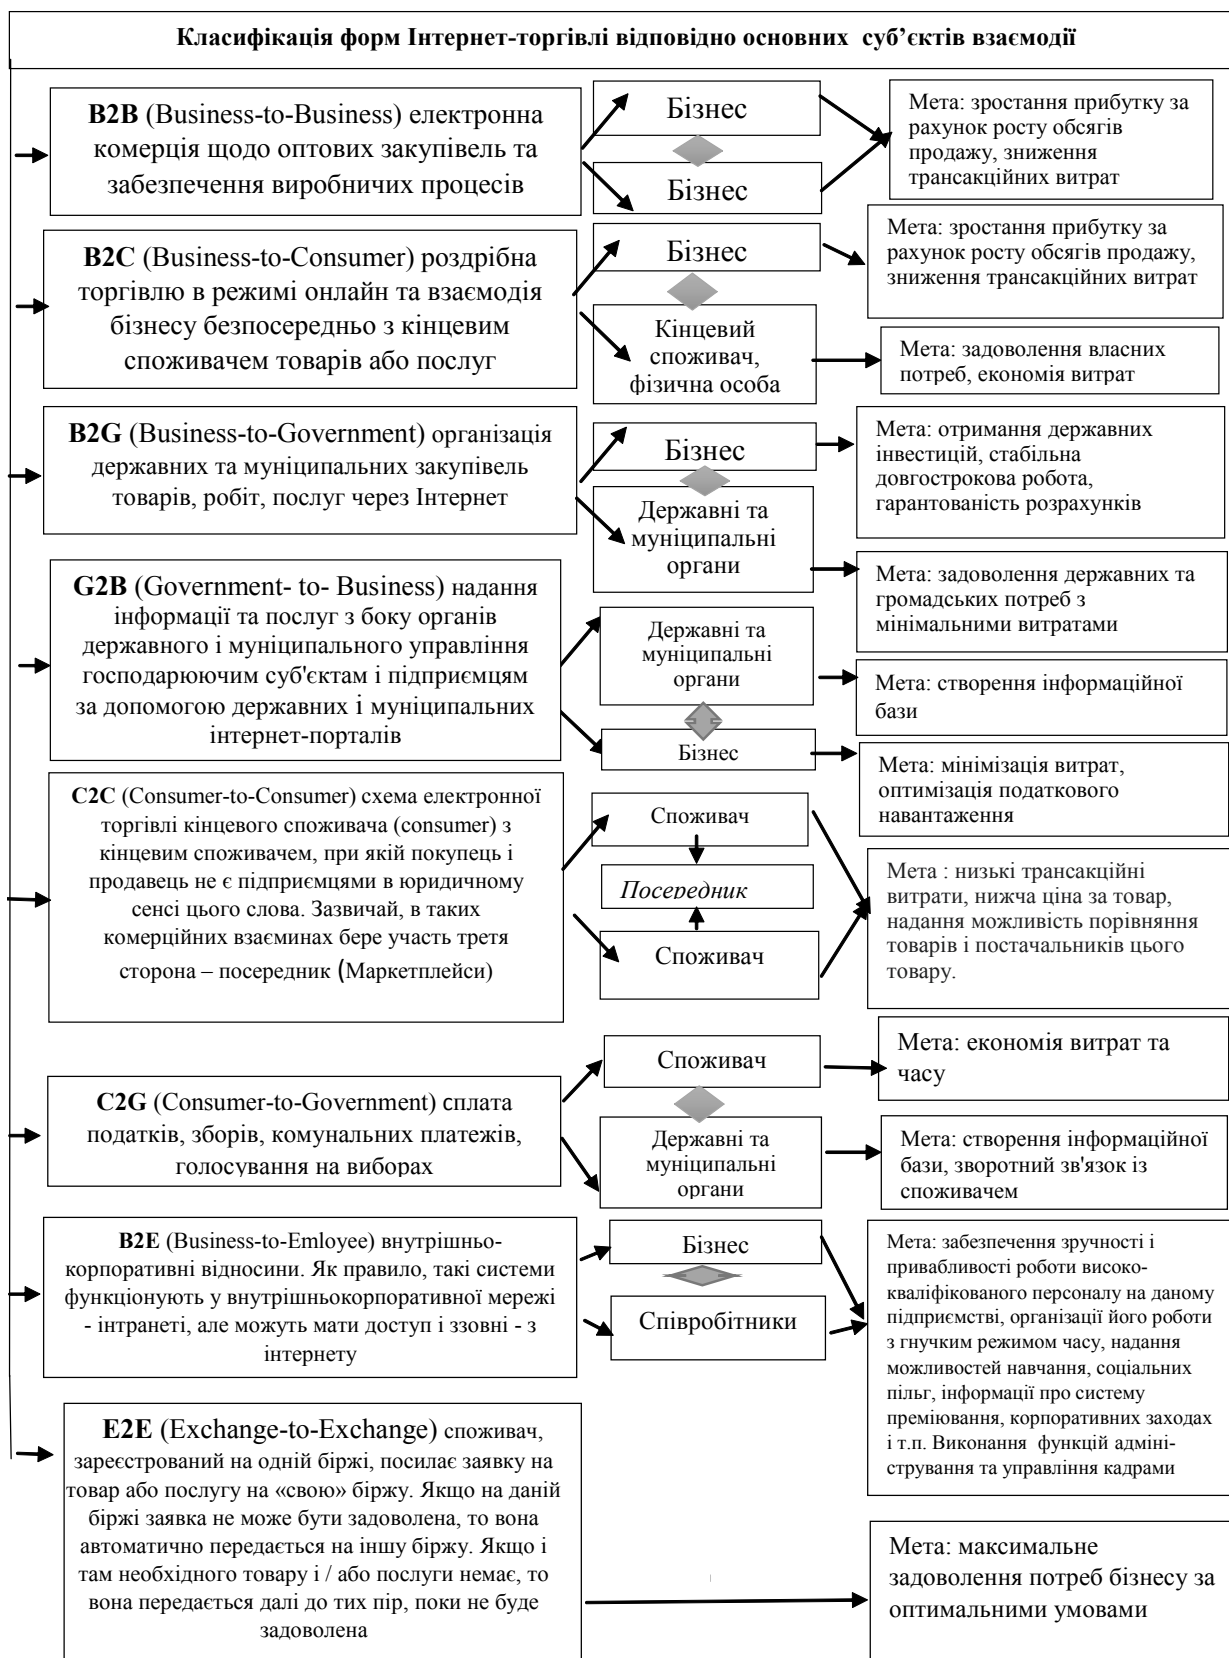 Класифікація форм Інтернет-торгівлі відповідно основних суб’єктів взаємодії
B2B (Business-to-Business) електронна
комерція щодо оптових закупівель та
забезпечення виробничих процесів
Бізнес
Бізнес
Мета: зростання прибутку за
рахунок росту обсягів
продажу, зниження
трансакційних витрат
B2C (Business-to-Consumer) роздрібна
торгівлю в режимі онлайн та взаємодія
бізнесу безпосередньо з кінцевим
споживачем товарів або послуг
Бізнес
Кінцевий
споживач,
фізична особа
Мета: зростання прибутку за
рахунок росту обсягів продажу,
зниження трансакційних витрат
Мета: задоволення власних
потреб, економія витрат
B2G (Business-to-Government) організація
державних та муніципальних закупівель
товарів, робіт, послуг через Інтернет
Бізнес
Державні та
муніципальні
органи
Мета: отримання державних
інвестицій, стабільна
довгострокова робота,
гарантованість розрахунків
Мета: задоволення державних та
громадських потреб з
мінімальними витратами
G2B (Government- to- Business) надання
інформації та послуг з боку органів
державного і муніципального управління
господарюючим суб'єктам і підприємцям
за допомогою державних і муніципальних
інтернет-порталів
Державні та
муніципальні
органи
Бізнес
Мета: створення інформаційної
бази
Мета: мінімізація витрат,
оптимізація податкового
навантаження
C2C (Consumer-to-Consumer) схема електронної
торгівлі кінцевого споживача (consumer) з
кінцевим споживачем, при якій покупець і
продавець не є підприємцями в юридичному
сенсі цього слова. Зазвичай, в таких
комерційних взаєминах бере участь третя
сторона – посередник (Маркетплейси)
Споживач
Посередник
Споживач
Мета : низькі трансакційні
витрати, нижча ціна за товар,
надання можливість порівняння
товарів і постачальників цього
товару.
C2G (Consumer-to-Government) сплата
податків, зборів, комунальних платежів,
голосування на виборах
Споживач
Державні та
муніципальні
органи
Мета: економія витрат та
часу
Мета: створення інформаційної
бази, зворотний зв'язок із
споживачем
B2E (Business-to-Emloyee) внутрішньо-
корпоративні відносини. Як правило, такі системи
функціонують у внутрішньокорпоративної мережі
- інтранеті, але можуть мати доступ і ззовні - з
інтернету
Бізнес
Співробітники
Мета: забезпечення зручності і
привабливості роботи високо-
кваліфікованого персоналу на даному
підприємстві, організації його роботи
з гнучким режимом часу, надання
можливостей навчання, соціальних
пільг, інформації про систему
преміювання, корпоративних заходах
і т.п. Виконання функцій адміні-
стрування та управління кадрами
E2E (Exchange-to-Exchange) споживач,
зареєстрований на одній біржі, посилає заявку на
товар або послугу на «свою» біржу. Якщо на даній
біржі заявка не може бути задоволена, то вона
автоматично передається на іншу біржу. Якщо і
там необхідного товару і / або послуги немає, то
вона передається далі до тих пір, поки не буде
задоволена
Мета: максимальне
задоволення потреб бізнесу за
оптимальними умовами